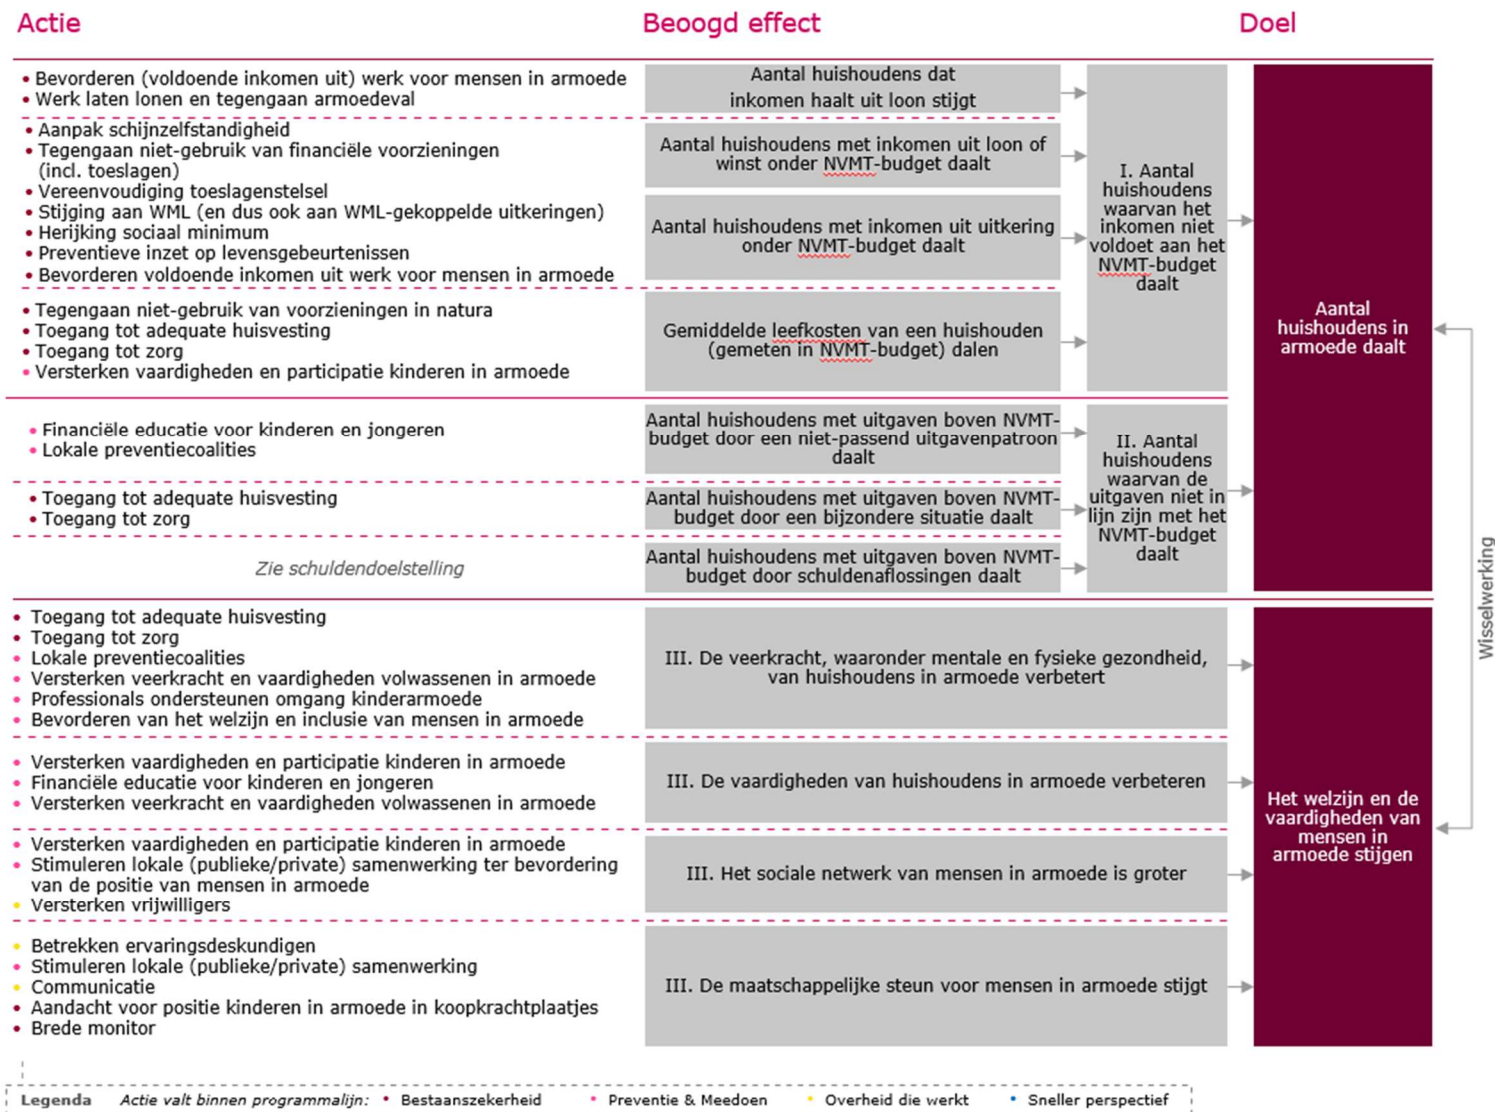 Actie
Beoogd effect
Doel
• Bevorderen (voldoende inkomen uit) werk voor mensen in armoede
• Werk laten lonen en tegengaan armoedeval
Aantal huishoudens dat
inkomen haalt uit loon stijgt
• Aanpak schijnzelfstandigheid
• Tegengaan niet-gebruik van financiële voorzieningen
(incl. toeslagen)
• Vereenvoudiging toeslagenstelsel
• Stijging aan WML (en dus ook aan WML-gekoppelde uitkeringen)
• Herijking sociaal minimum
• Preventieve inzet op levensgebeurtenissen
• Bevorderen voldoende inkomen uit werk voor mensen in armoede
Aantal huishoudens met inkomen uit loon of
winst onder NVMT-budget daalt
Aantal huishoudens met inkomen uit uitkering
onder NVMT-budget daalt
• Tegengaan niet-gebruik van voorzieningen in natura
• Toegang tot adequate huisvesting
• Toegang tot zorg
• Versterken vaardigheden en participatie kinderen in armoede
Gemiddelde leefkosten van een huishouden
(gemeten in NVMT-budget) dalen
I. Aantal
huishoudens
waarvan het
inkomen niet
voldoet aan het
NVMT-budget
daalt
Aantal
huishoudens in
armoede daalt
• Financiële educatie voor kinderen en jongeren
• Lokale preventiecoalities
Aantal huishoudens met uitgaven boven NVMT-
budget door een niet-passend uitgavenpatroon
daalt
• Toegang tot adequate huisvesting
• Toegang tot zorg
Aantal huishoudens met uitgaven boven NVMT-
budget door een bijzondere situatie daalt
Zie schuldendoelstelling
Aantal huishoudens met uitgaven boven NVMT-
budget door schuldenaflossingen daalt
II. Aantal
huishoudens
waarvan de
uitgaven niet in
lijn zijn met het
NVMT-budget
daalt
Wisselwerking
• Toegang tot adequate huisvesting
• Toegang tot zorg
• Lokale preventiecoalities
• Versterken veerkracht en vaardigheden volwassenen in armoede
• Professionals ondersteunen omgang kinderarmoede
• Bevorderen van het welzijn en inclusie van mensen in armoede
III. De veerkracht, waaronder mentale en fysieke gezondheid,
van huishoudens in armoede verbetert
• Versterken vaardigheden en participatie kinderen in armoede
• Financiële educatie voor kinderen en jongeren
• Versterken veerkracht en vaardigheden volwassenen in armoede
III. De vaardigheden van huishoudens in armoede verbeteren
• Versterken vaardigheden en participatie kinderen in armoede
• Stimuleren lokale (publieke/private) samenwerking ter bevordering
van de positie van mensen in armoede
• Versterken vrijwilligers
III. Het sociale netwerk van mensen in armoede is groter
• Betrekken ervaringsdeskundigen
• Stimuleren lokale (publieke/private) samenwerking
• Communicatie
• Aandacht voor positie kinderen in armoede in koopkrachtplaatjes
• Brede monitor
III. De maatschappelijke steun voor mensen in armoede stijgt
Het welzijn en de
vaardigheden van
mensen in
armoede stijgen
Legenda Actie valt binnen programmalijn: • Bestaanszekerheid • Preventie & Meedoen • Overheid die werkt • Sneller perspectief